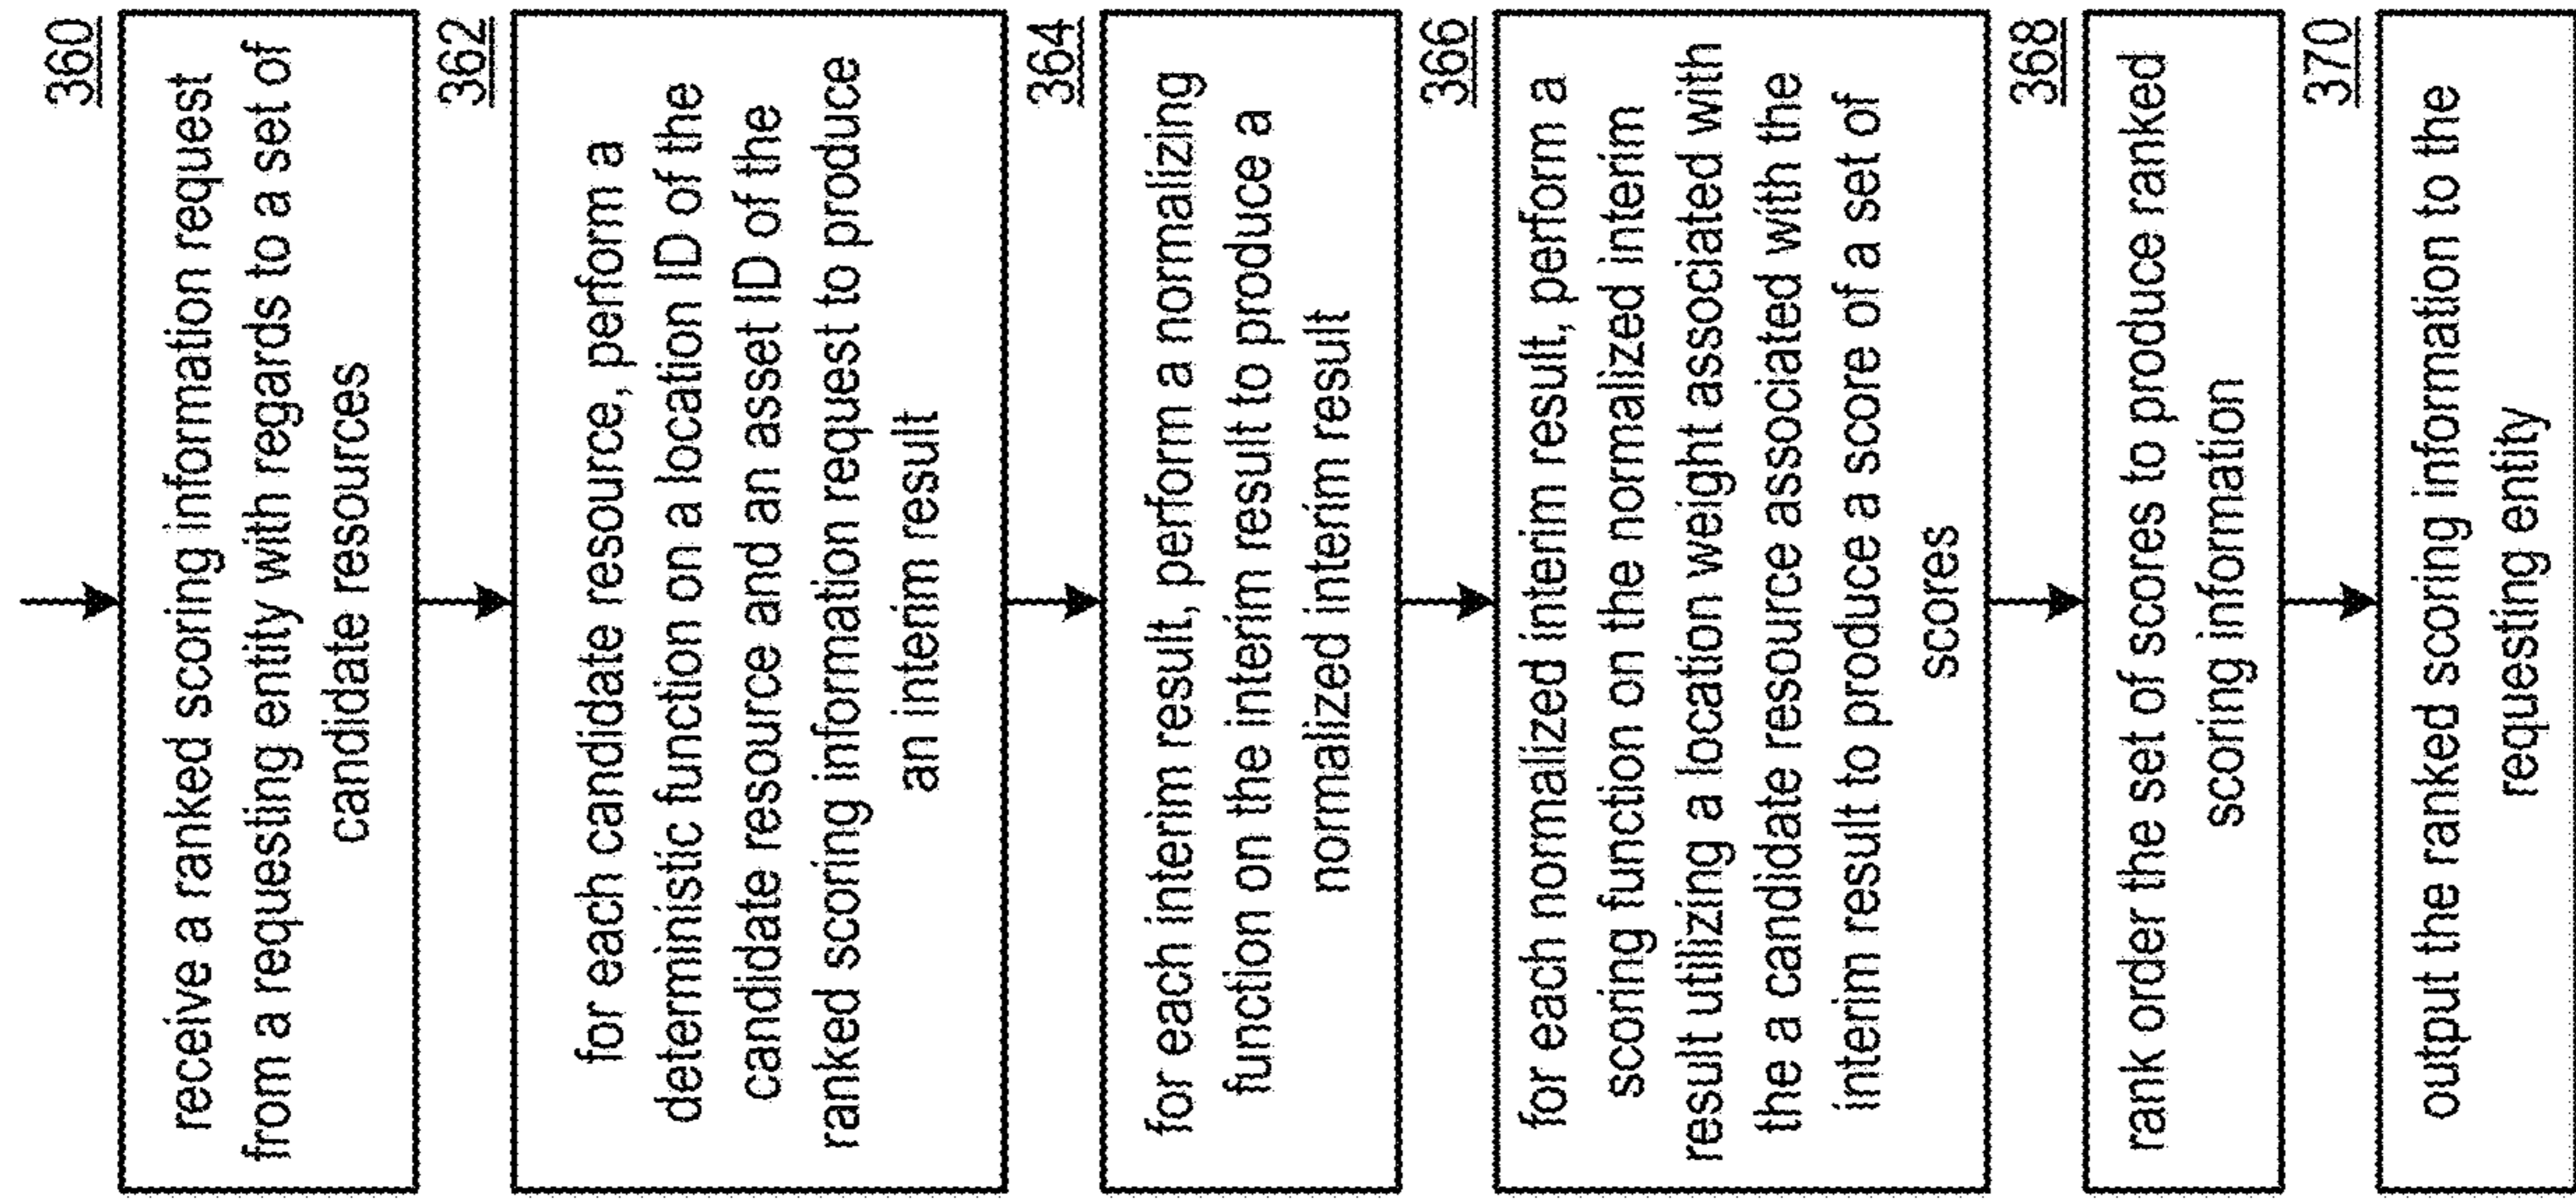 360
receive a ranked scoring information request
from a requesting entity with regards to a set of
candidate resources
362
for each candidate resource, perform a
deterministic function on a location ID of the
candidate resource and an asset ID of the
ranked scoring information request to produce
an interim result
364
for each interim result, perform a normalizing
function on the interim result to produce a
normalized interim result
366
for each normalized interim result, perform a
scoring function on the normalized interim
result utilizing a location weight associated with
the a candidate resource associated with the
interim result to produce a score of a set of
scores
368
rank order the set of scores to produce ranked
scoring information
370
output the ranked scoring information to the
requesting entity